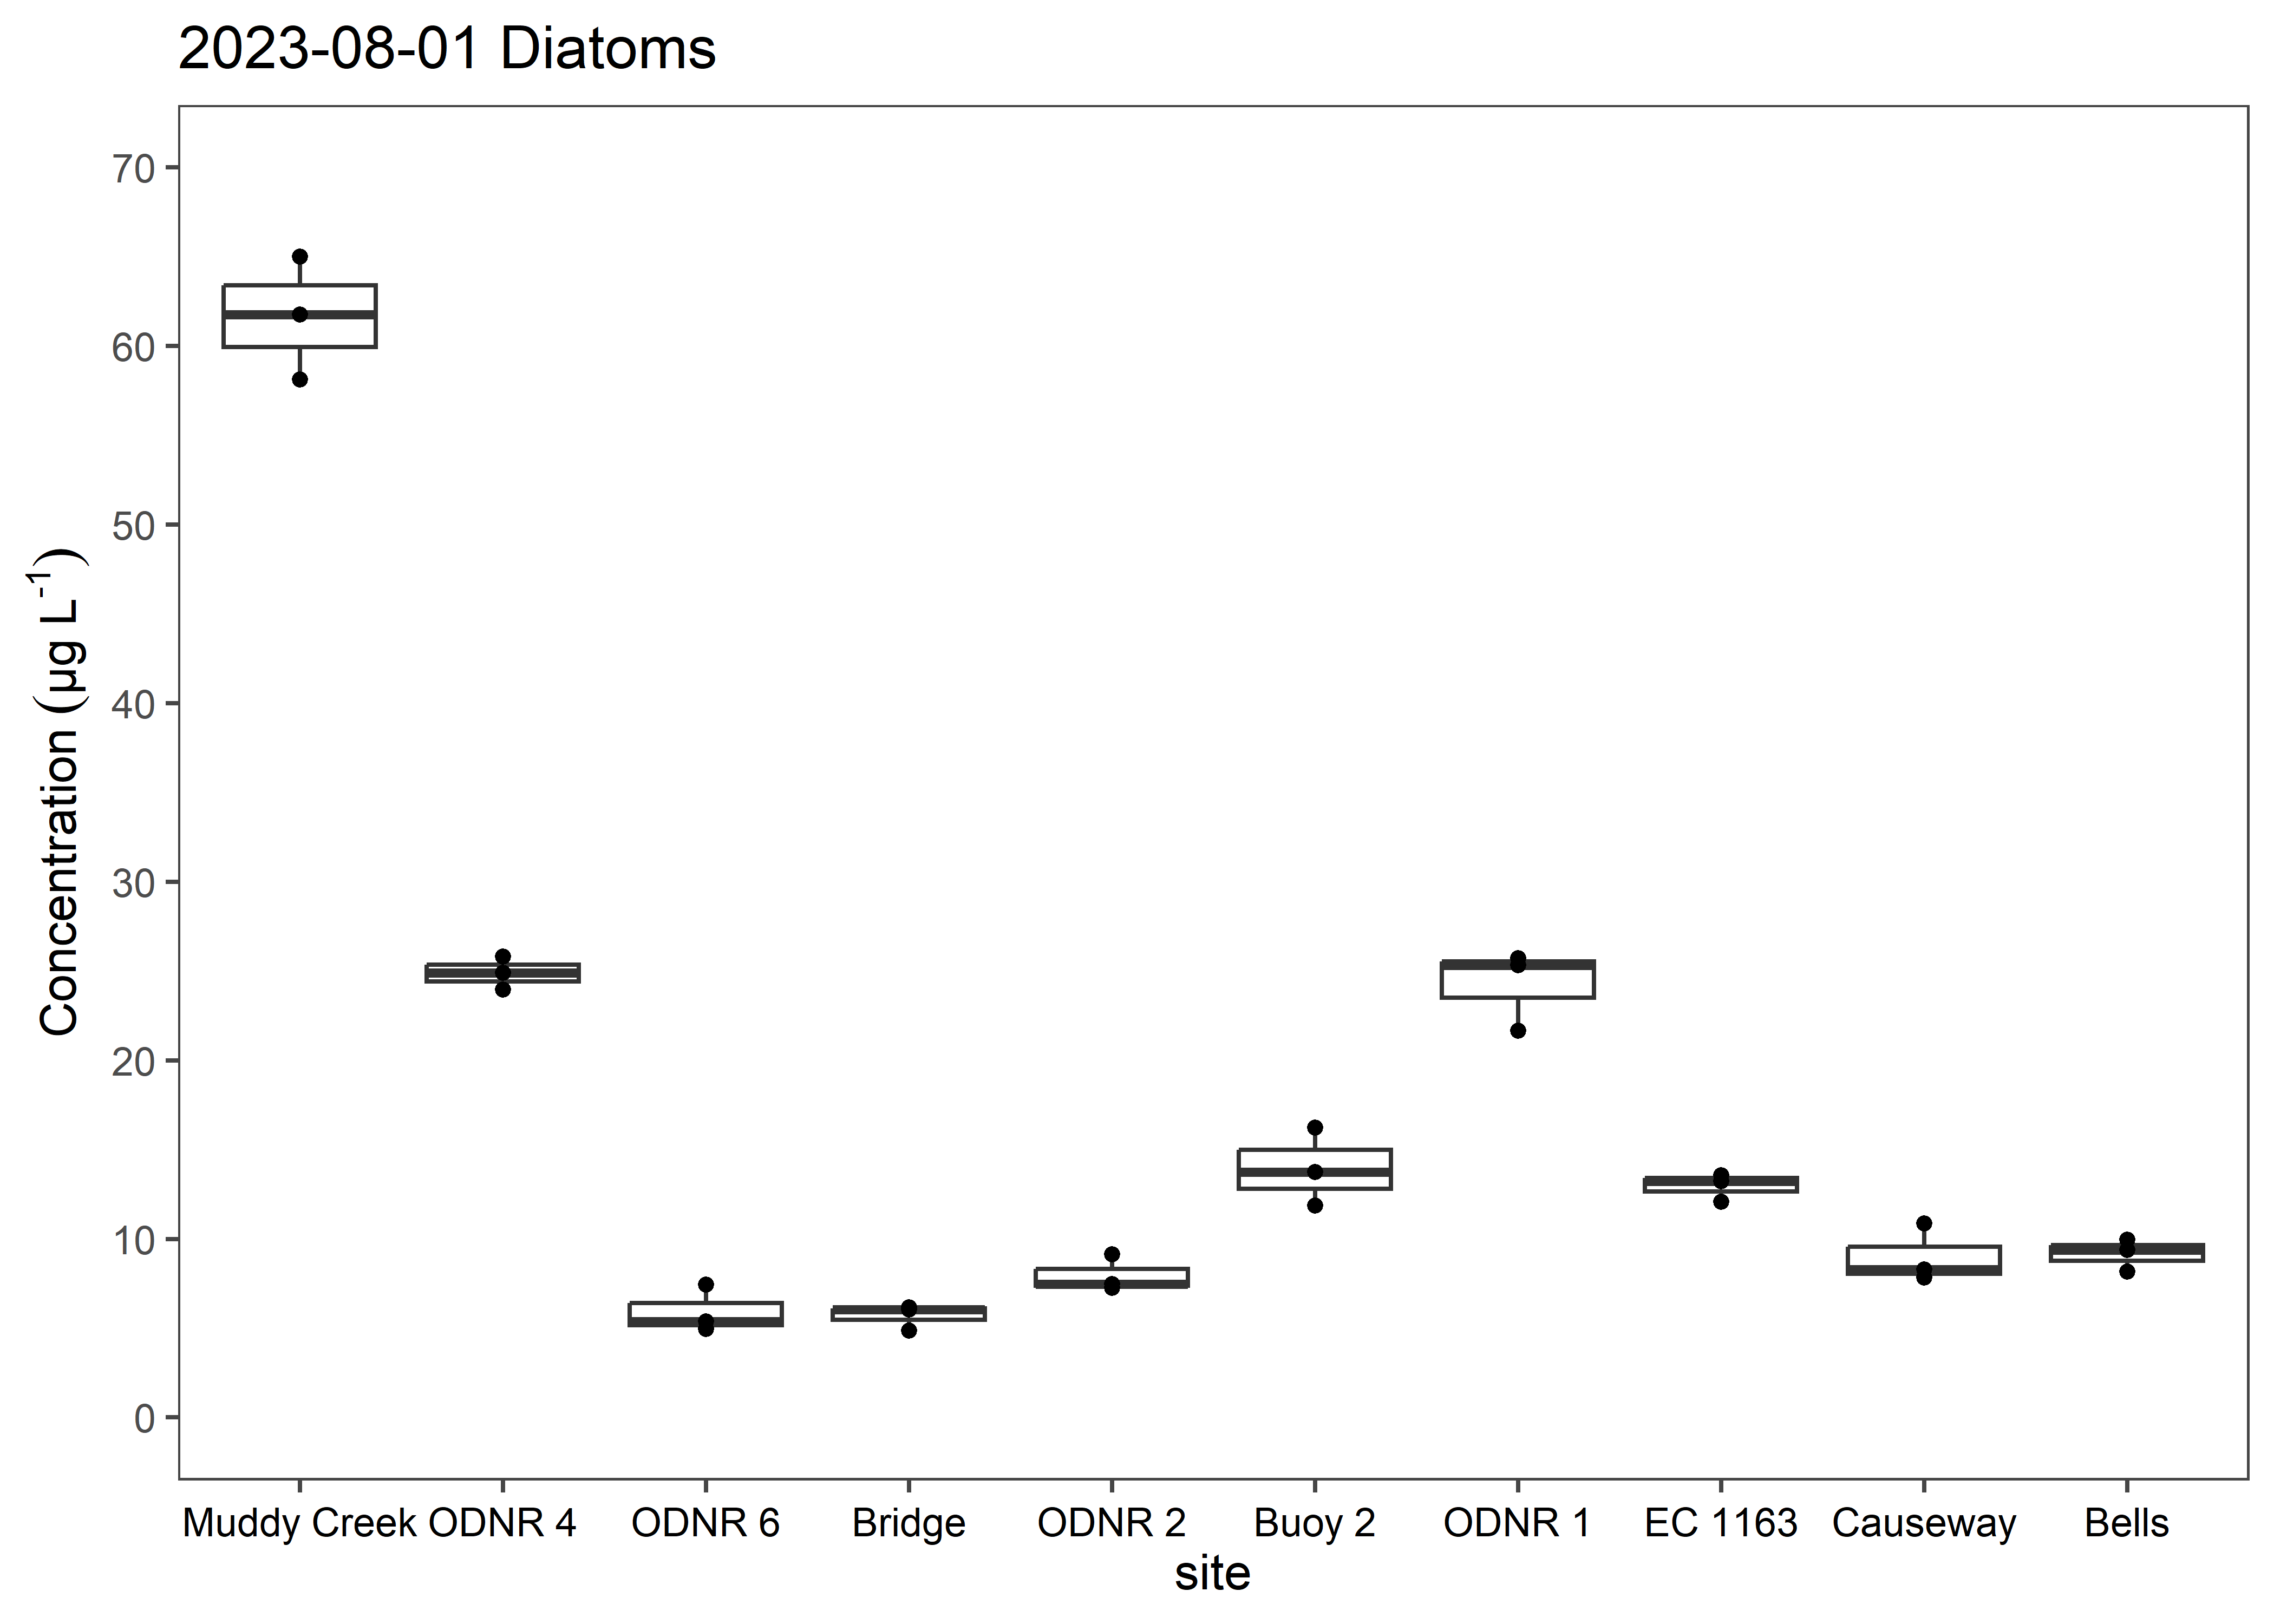 2023-08-01 Diatoms
Concentration (µg L⁻¹)
70
60
50
40
30
20
10
0
Muddy Creek ODNR 4 ODNR 6 Bridge ODNR 2 Buoy 2 ODNR 1 EC 1163 Causeway Bells
site